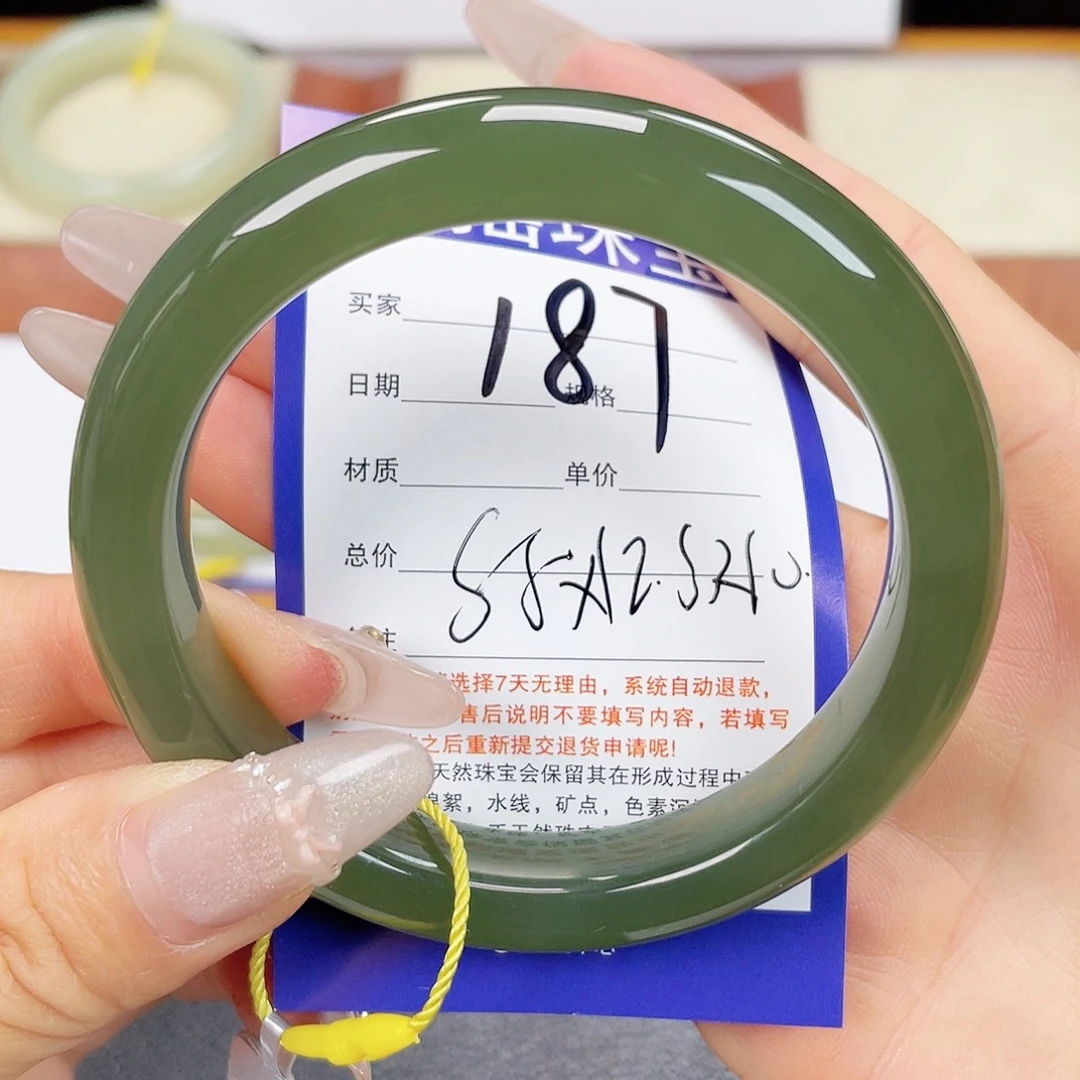 珠宝
买家 187
日期 规格
材质 单价
总价
选择7天无理由，系统自动退款，
售后说明不要填写内容，若填写
之后重新提交退货申请呢!
天然珠宝会保留其在形成过程中
棉絮，水线，矿点，色素沉